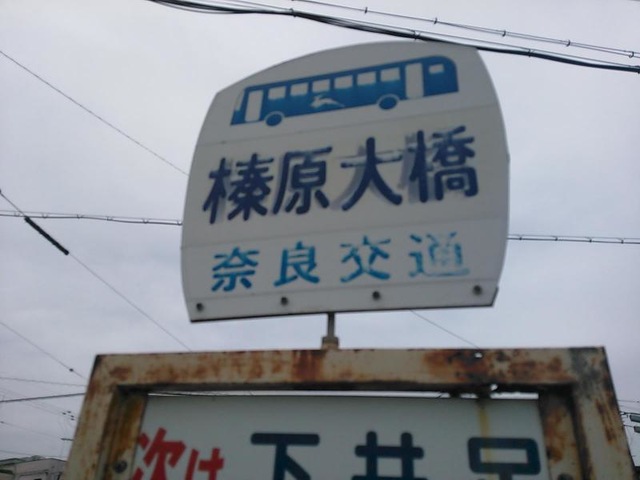 榛原大橋
奈良交通
次は 下井足